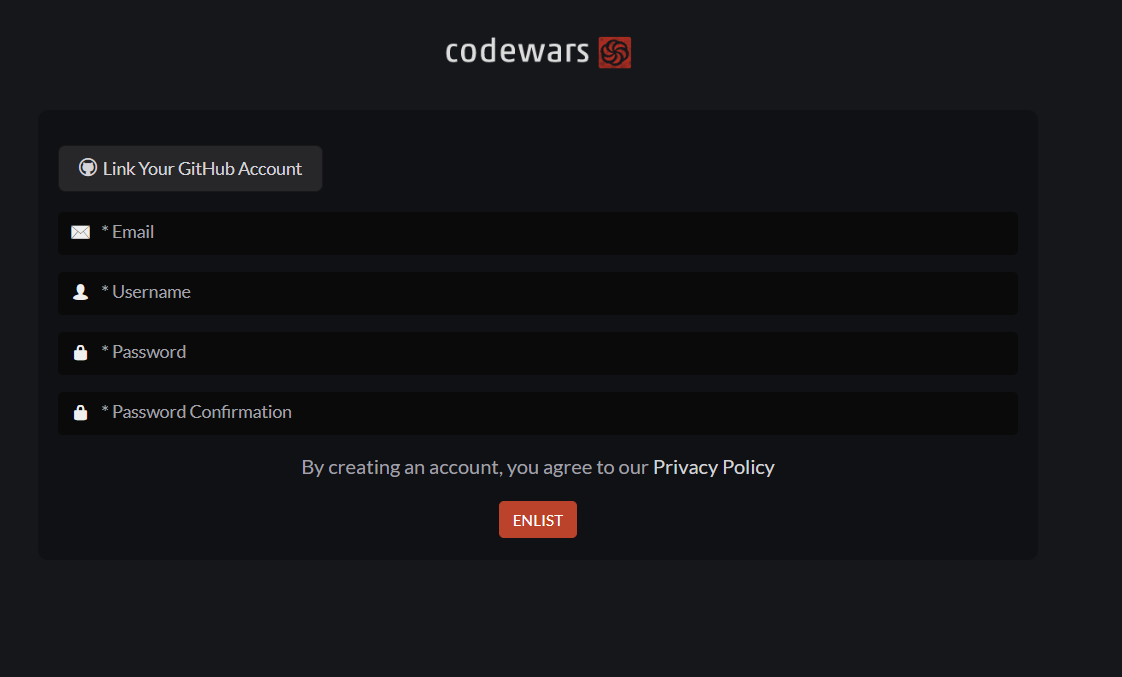 codewars
Link Your GitHub Account
* Email
* Username
* Password
* Password Confirmation
By creating an account, you agree to our Privacy Policy
ENLIST